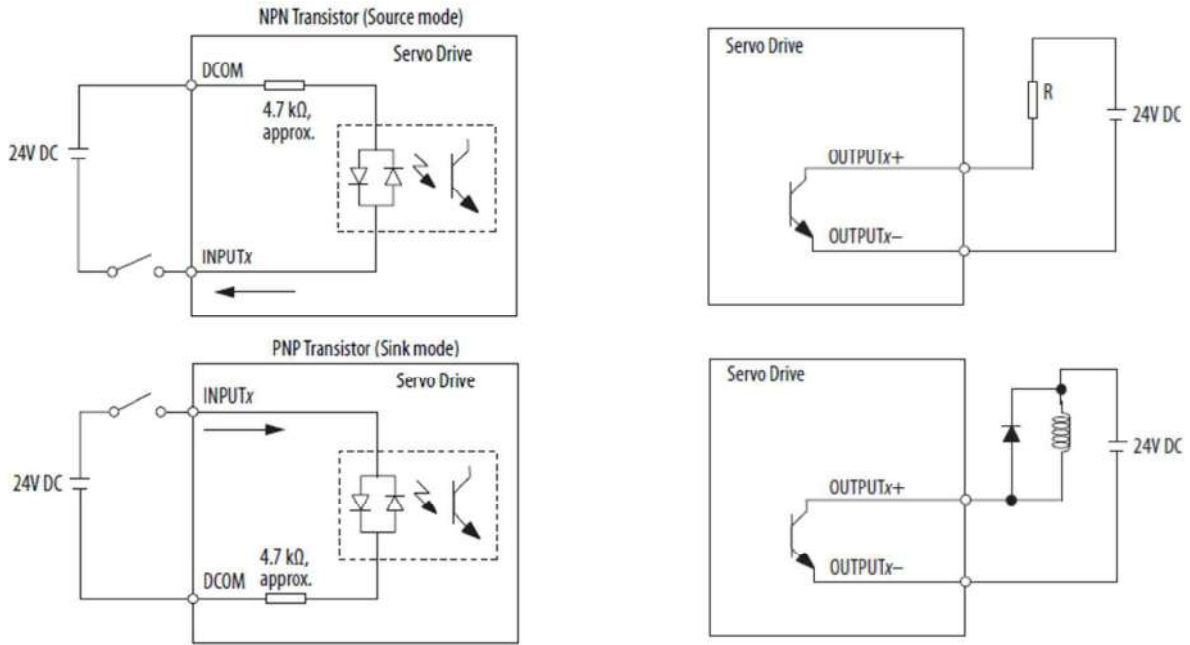 NPN Transistor (Source mode)
Servo Drive
DCOM
4.7 kΩ,
approx.
24V DC
INPUTx
Servo Drive
R
24V DC
OUTPUTx+
OUTPUTx–
PNP Transistor (Sink mode)
Servo Drive
INPUTx
24V DC
4.7 kΩ,
approx.
DCOM
Servo Drive
24V DC
OUTPUTx+
OUTPUTx–